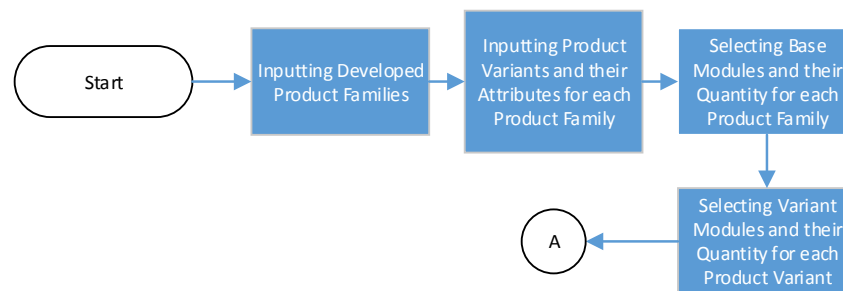 Start
Inputting Developed
Product Families
Inputting Product
Variants and their
Attributes for each
Product Family
Selecting Base
Modules and their
Quantity for each
Product Family
Selecting Variant
Modules and their
Quantity for each
Product Variant
A